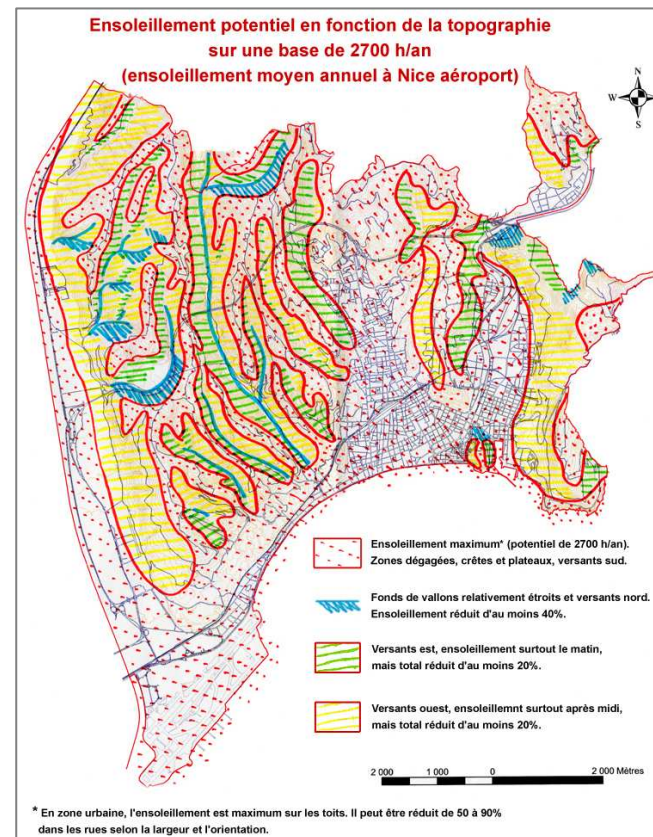 Ensoleillement potentiel en fonction de la topographie
sur une base de 2700 h/an
(ensoleillement moyen annuel à Nice aéroport)
N
W
E
S
Ensoleillement maximum* (potentiel de 2700 h/an).
Zones dégagées, crêtes et plateaux, versants sud.
Fonds de vallons relativement étroits et versants nord.
Ensoleillement réduit d'au moins 40%.
Versants est, ensoleillement surtout le matin,
mais total réduit d'au moins 20%.
Versants ouest, ensoleillemnt surtout après midi,
mais total réduit d'au moins 20%.
2 000 1 000 0 2 000 Mètres
* En zone urbaine, l'ensoleillement est maximum sur les toits. Il peut être réduit de 50 à 90%
dans les rues selon la largeur et l'orientation.